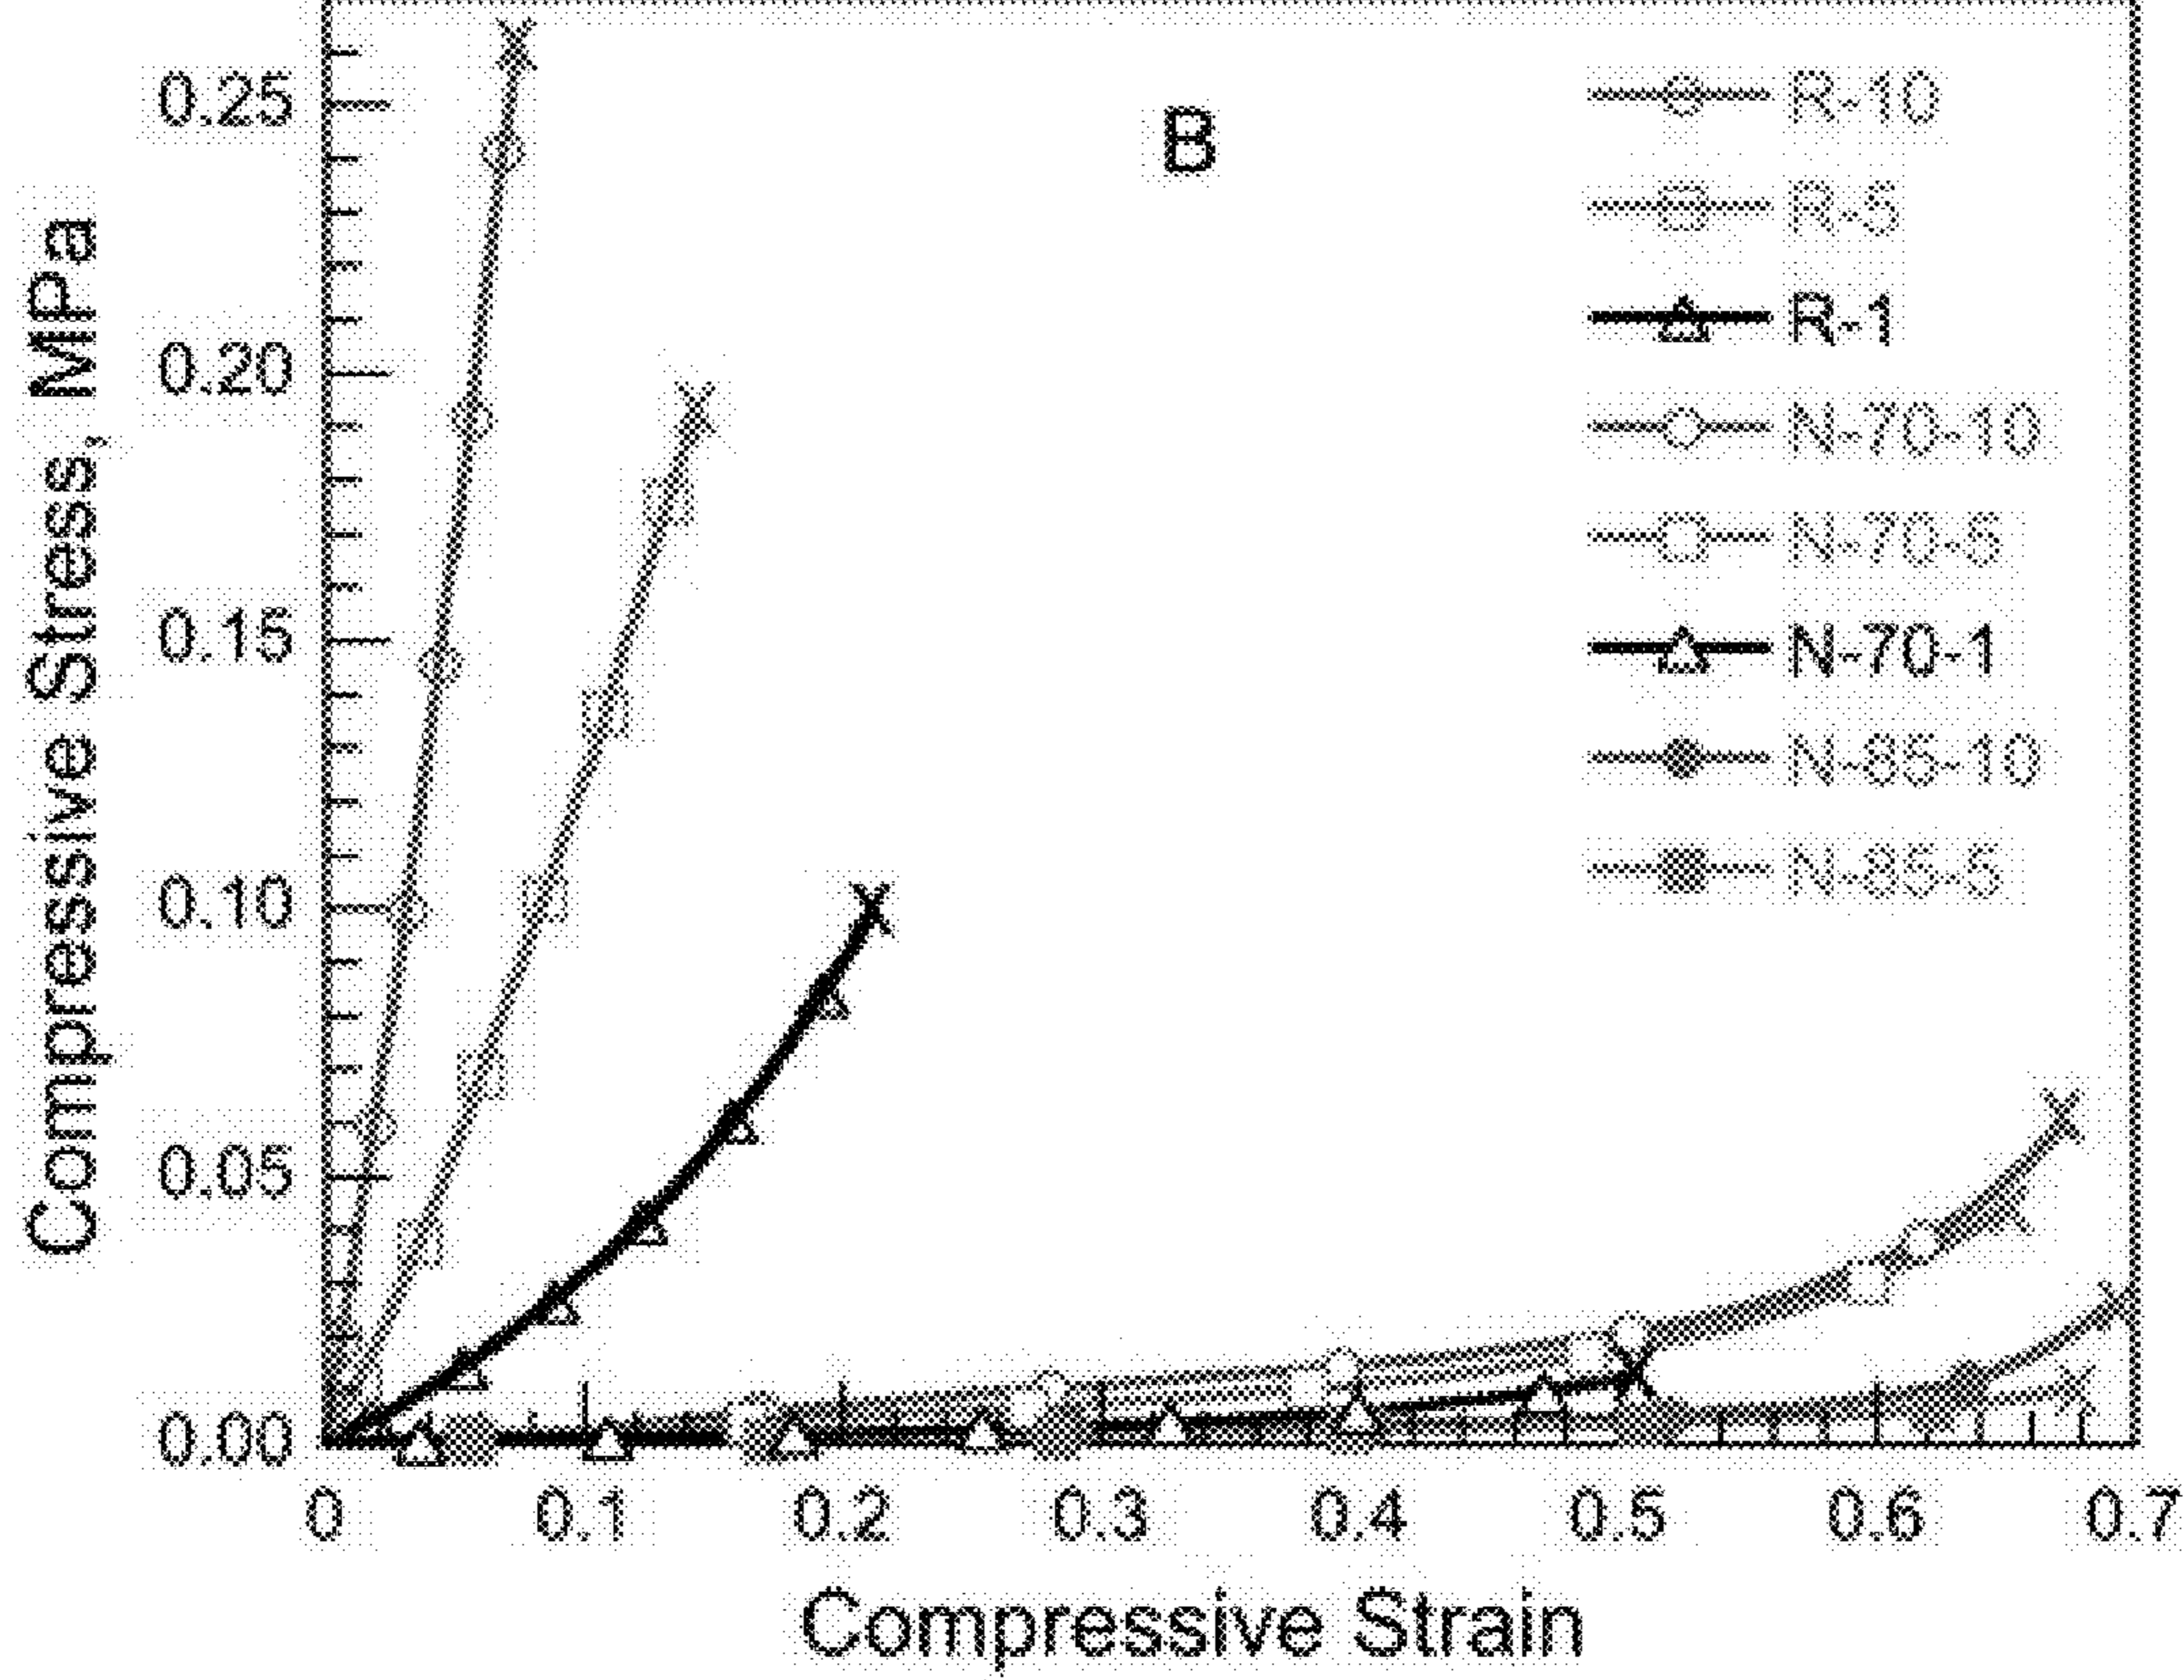 Compressive Stress, MPa
0.25
0.20
0.15
0.10
0.05
0.00
B
R-10
R-5
R-1
N-70-10
N-70-5
N-70-1
N-85-10
N-85-5
0 0.1 0.2 0.3 0.4 0.5 0.6 0.7
Compressive Strain